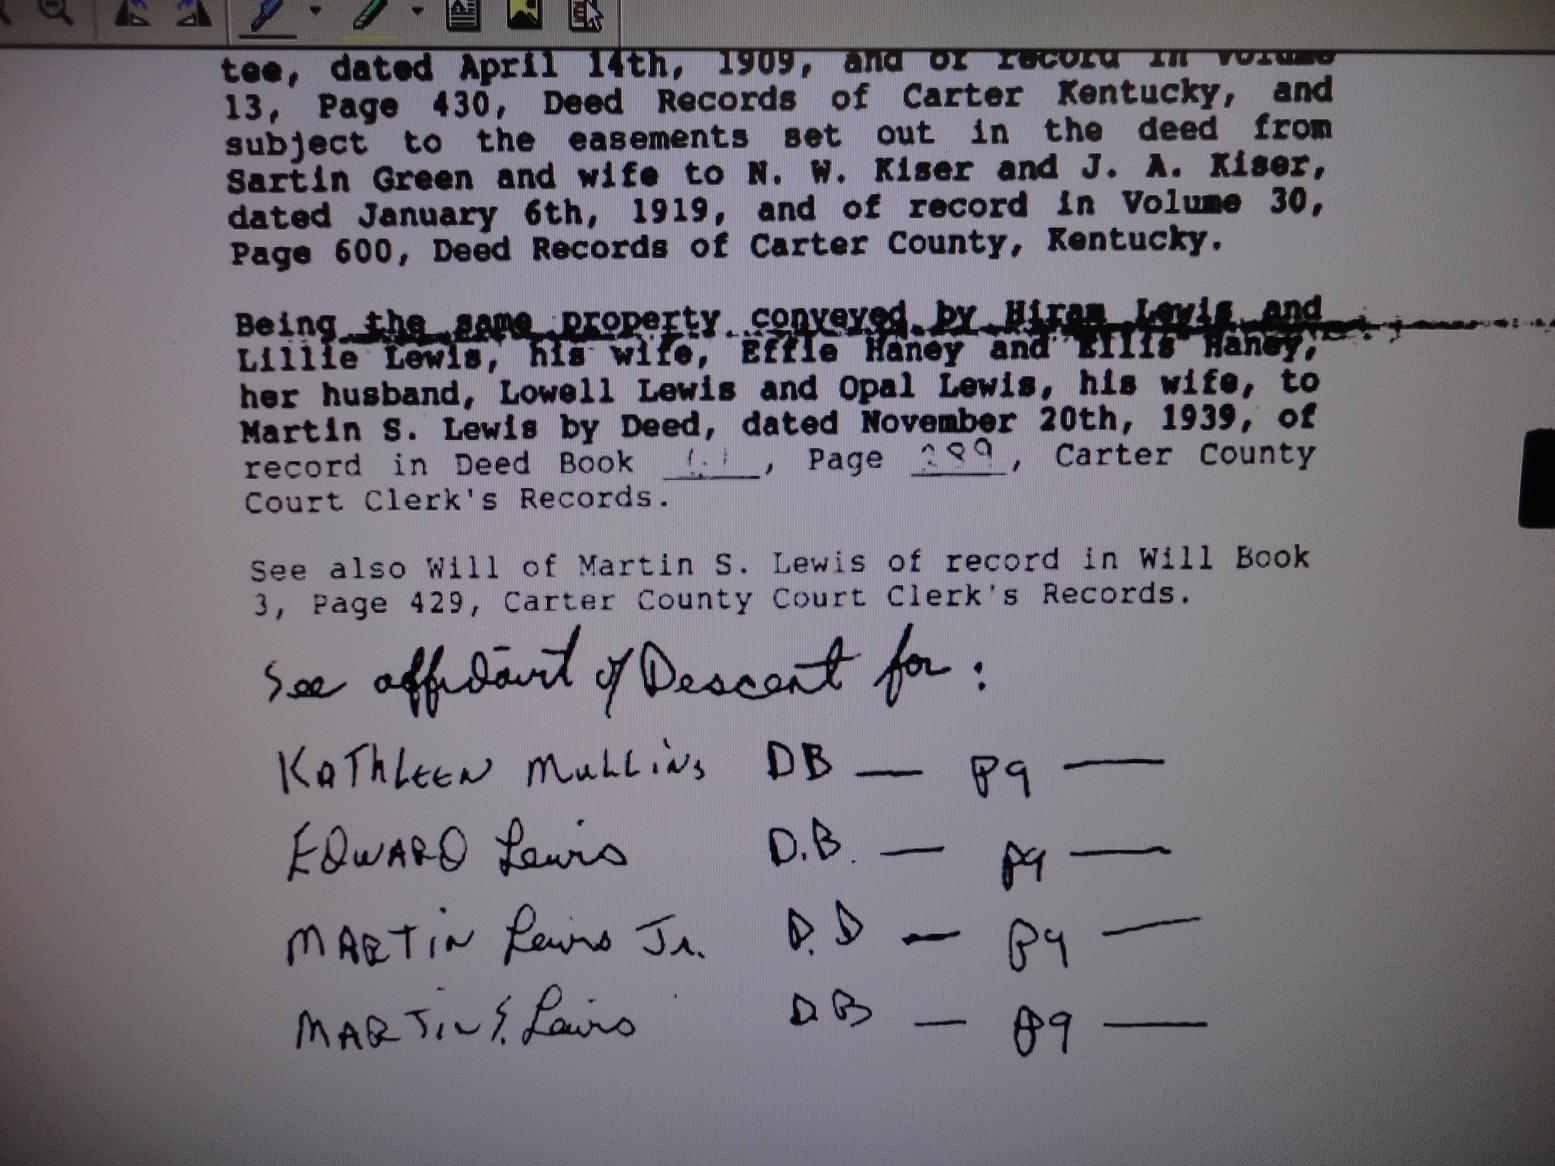 tee, dated April 14th, 1909, and of record in Volume
13, Page 430, Deed Records of Carter Kentucky, and
subject to the easements set out in the deed from
Sartin Green and wife to N. W. Kiser and J. A. Kiser,
dated January 6th, 1919, and of record in Volume 30,
Page 600, Deed Records of Carter County, Kentucky.
Being the same property conveyed by Hiram Lewis and
Lillie Lewis, his wife, Effie Haney and Ellis Haney,
her husband, Lowell Lewis and Opal Lewis, his wife, to
Martin S. Lewis by Deed, dated November 20th, 1939, of
record in Deed Book , Page , Carter County
Court Clerk's Records.
See also Will of Martin S. Lewis of record in Will Book
3, Page 429, Carter County Court Clerk's Records.
See affidavit of Descent for:
KATHLEEN MULLINS DB — Pg —
EDWARD Lewis D.B. — Pg —
MARTIN Lewis Jr. D.D — Pg —
MARTIN S. Lewis DB — Pg —